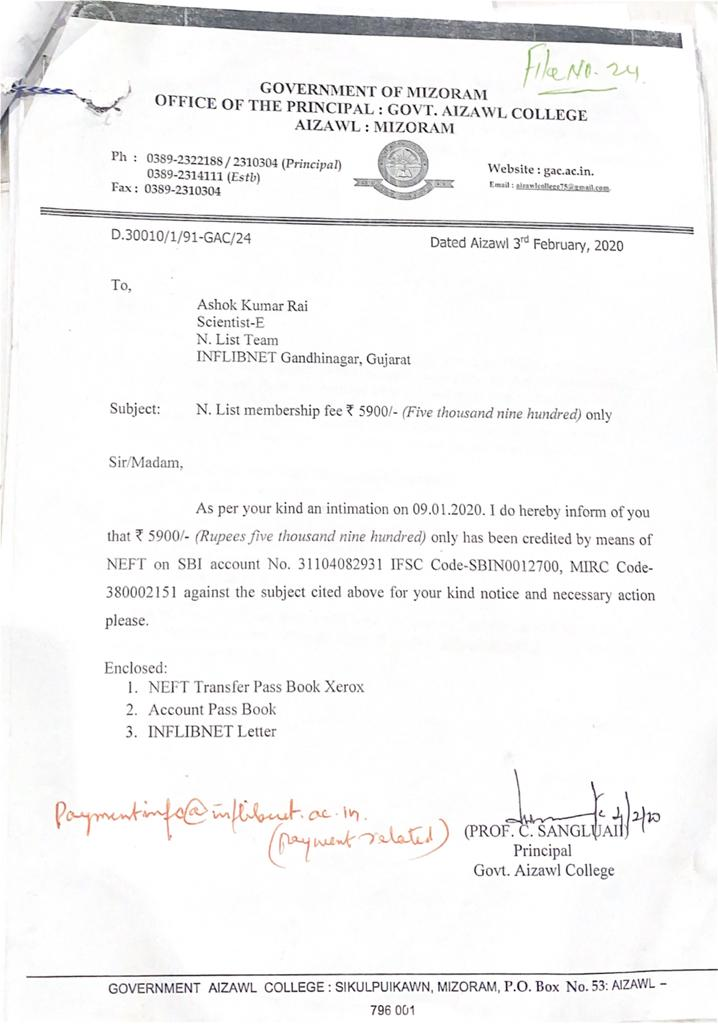 File No. 24.
GOVERNMENT OF MIZORAM
OFFICE OF THE PRINCIPAL : GOVT. AIZAWL COLLEGE
AIZAWL : MIZORAM
Ph : 0389-2322188 / 2310304 (Principal)
0389-2314111 (Estb)
Fax : 0389-2310304
Website : gac.ac.in.
Email : aizawlcollege75@gmail.com.
D.30010/1/91-GAC/24
Dated Aizawl 3rd February, 2020
To,
Ashok Kumar Rai
Scientist-E
N. List Team
INFLIBNET Gandhinagar, Gujarat
Subject: N. List membership fee ₹ 5900/- (Five thousand nine hundred) only
Sir/Madam,
As per your kind an intimation on 09.01.2020. I do hereby inform of you
that ₹ 5900/- (Rupees five thousand nine hundred) only has been credited by means of
NEFT on SBI account No. 31104082931 IFSC Code-SBIN0012700, MIRC Code-
380002151 against the subject cited above for your kind notice and necessary action
please.
Enclosed:
1. NEFT Transfer Pass Book Xerox
2. Account Pass Book
3. INFLIBNET Letter
Paymentinfo@inflibnet.ac.in.
(payment related)
4/2/20
(PROF. C. SANGLUAII)
Principal
Govt. Aizawl College
GOVERNMENT AIZAWL COLLEGE : SIKULPUIKAWN, MIZORAM, P.O. Box No. 53: AIZAWL –
796 001